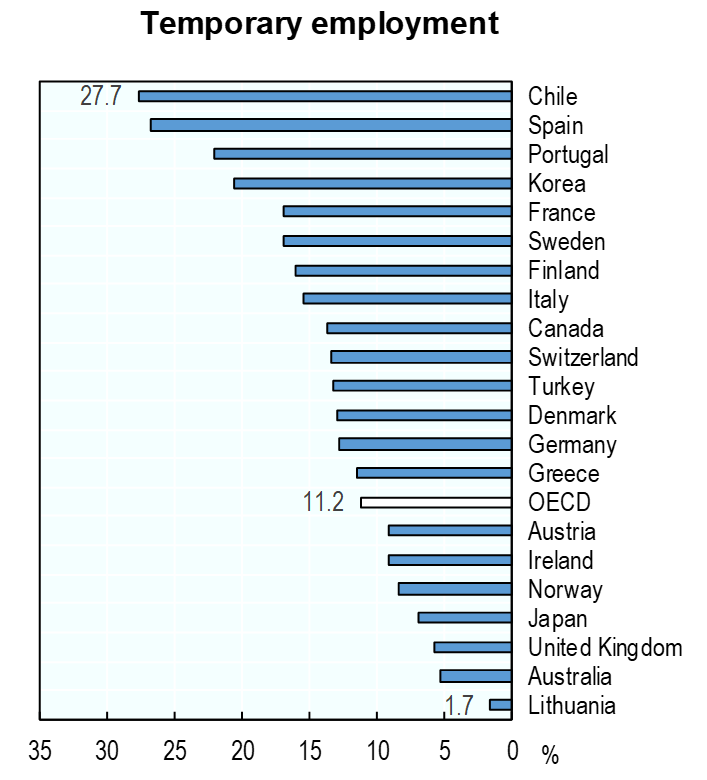 Temporary employment
27.7 Chile
Spain
Portugal
Korea
France
Sweden
Finland
Italy
Canada
Switzerland
Turkey
Denmark
Germany
Greece
11.2 OECD
Austria
Ireland
Norway
Japan
United Kingdom
Australia
1.7 Lithuania
35 30 25 20 15 10 5 0 %